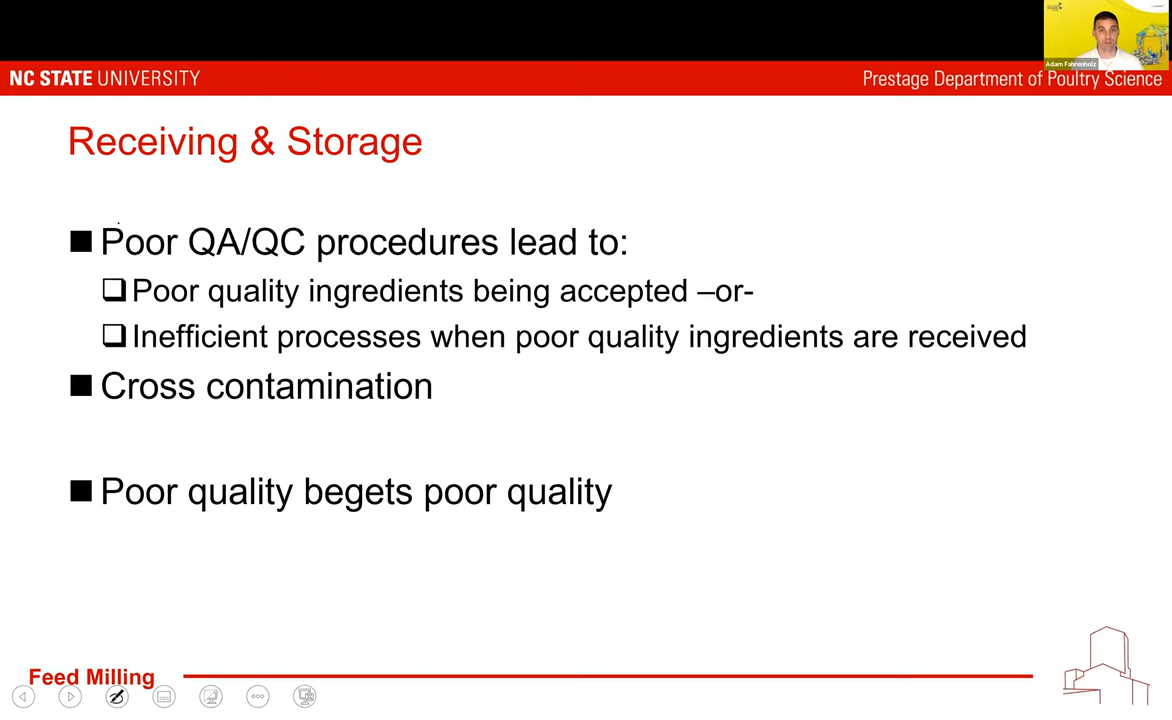 Adam Fahrenholz
NC STATE UNIVERSITY
Prestage Department of Poultry Science
Receiving & Storage
Poor QA/QC procedures lead to:
Poor quality ingredients being accepted –or-
Inefficient processes when poor quality ingredients are received
Cross contamination
Poor quality begets poor quality
Feed Milling